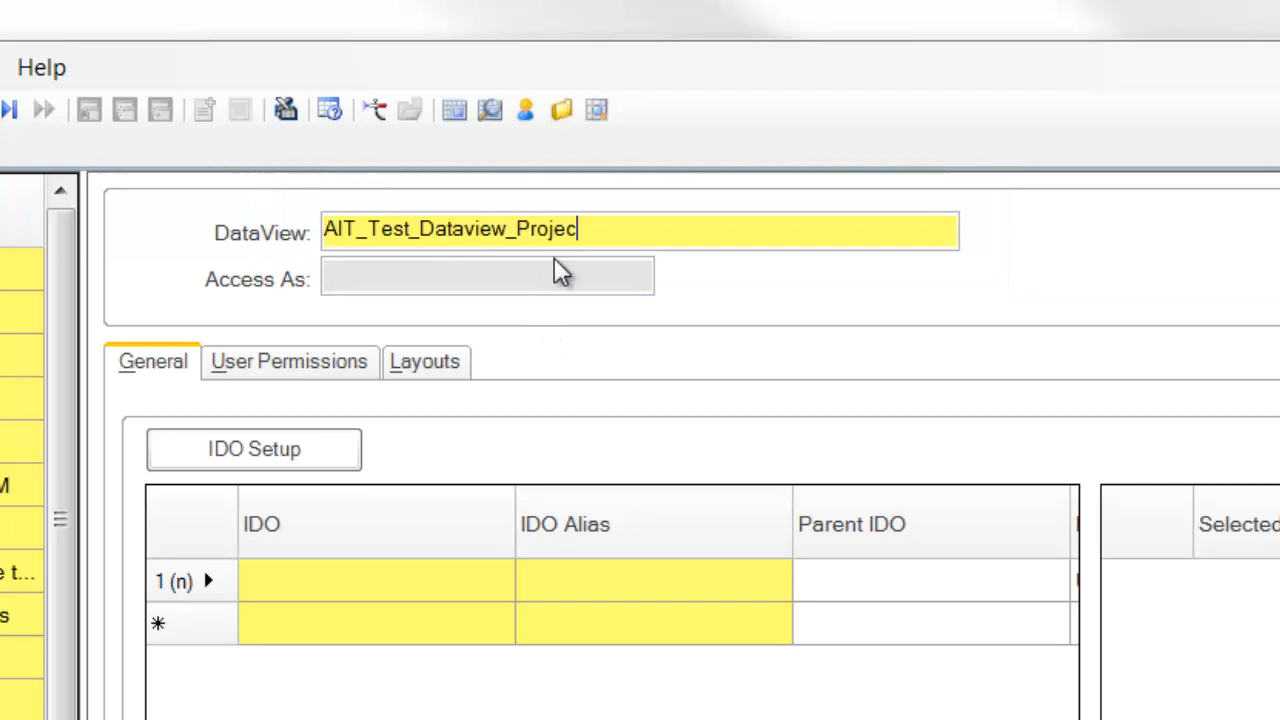 Help
DataView: AIT_Test_Dataview_Projec
Access As:
General User Permissions Layouts
IDO Setup
IDO IDO Alias Parent IDO Selected
M 1 (n)
e t... *
s